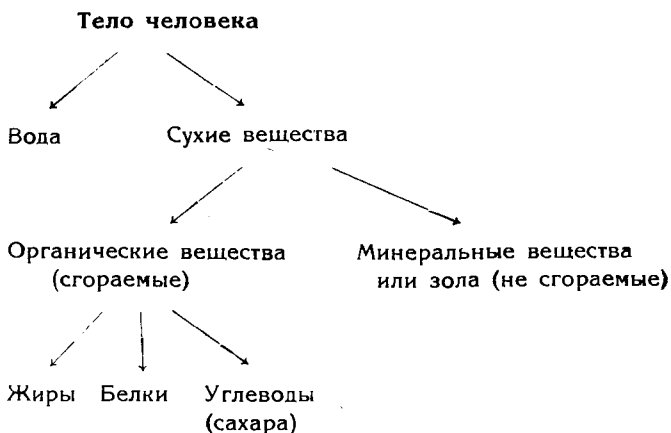 Тело человека
Вода Сухие вещества
Органические вещества Минеральные вещества
(сгораемые) или зола (не сгораемые)
Жиры Белки Углеводы
(сахара)